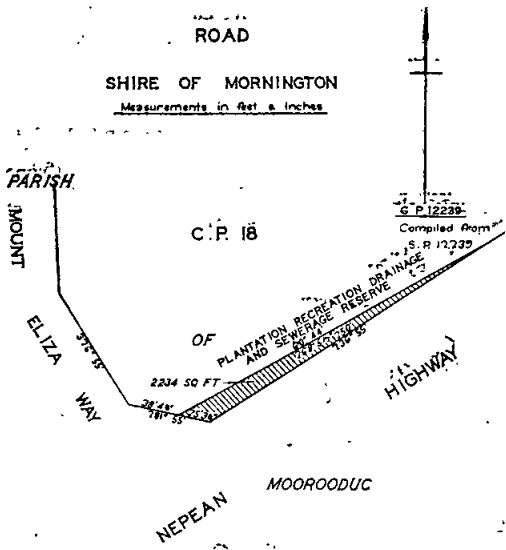 ROAD
SHIRE OF MORNINGTON
Measurements in feet & Inches
PARISH
MOUNT
C.P. 18
G P. 12239
Compiled from
S. P. 12239
ELIZA
WAY
OF
PLANTATION RECREATION DRAINAGE
AND SEWERAGE RESERVE
2234 SQ FT
HIGHWAY
NEPEAN
MOOROODUC